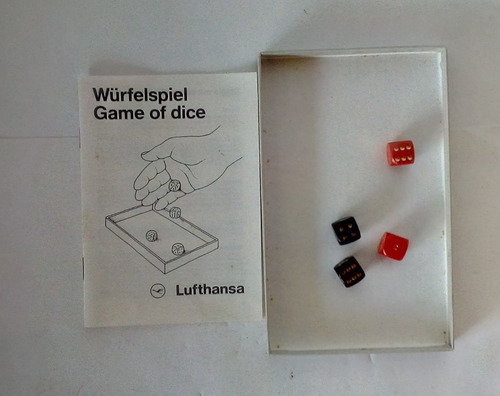 Würfelspiel
Game of dice
Lufthansa